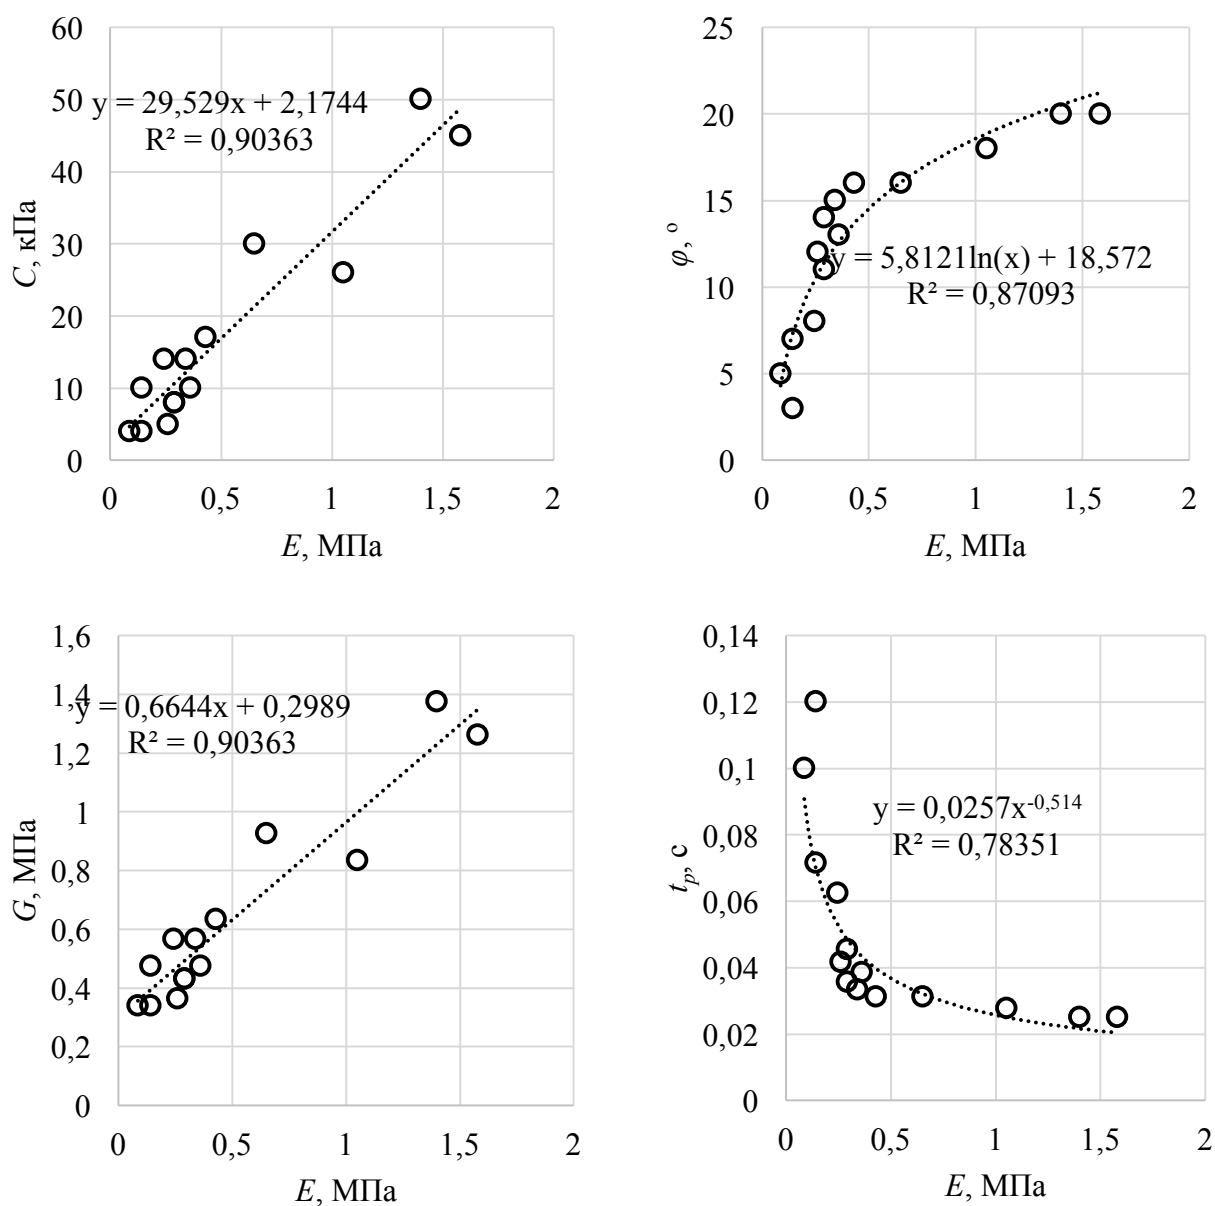 60
50
40
30
20
10
0
C, кПа
y = 29,529x + 2,1744
R² = 0,90363
0 0,5 1 1,5 2
E, МПа
25
20
15
10
5
0
φ, °
y = 5,8121ln(x) + 18,572
R² = 0,87093
0 0,5 1 1,5 2
E, МПа
1,6
1,4
1,2
1
0,8
0,6
0,4
0,2
0
G, МПа
y = 0,6644x + 0,2989
R² = 0,90363
0 0,5 1 1,5 2
E, МПа
0,14
0,12
0,1
0,08
0,06
0,04
0,02
0
tₚ, с
y = 0,0257x⁻⁰,⁵¹⁴
R² = 0,78351
0 0,5 1 1,5 2
E, МПа